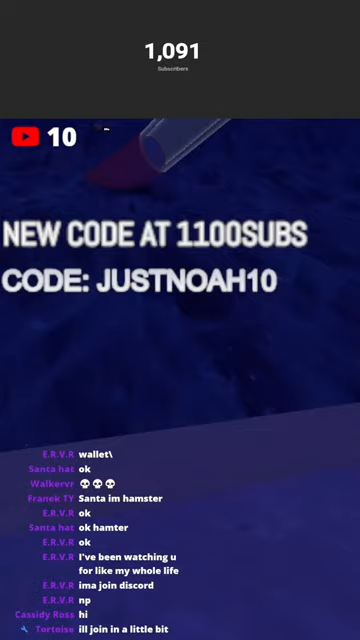 1,091
Subscribers
10
NEW CODE AT 1100SUBS
CODE: JUSTNOAH10
E.R.V.R wallet\
Santa hat ok
Walkervr 💀💀💀
Franek TY Santa im hamster
E.R.V.R ok
Santa hat ok hamter
E.R.V.R ok
E.R.V.R I've been watching u
for like my whole life
E.R.V.R ima join discord
E.R.V.R np
Cassidy Ross hi
Tortoise ill join in a little bit